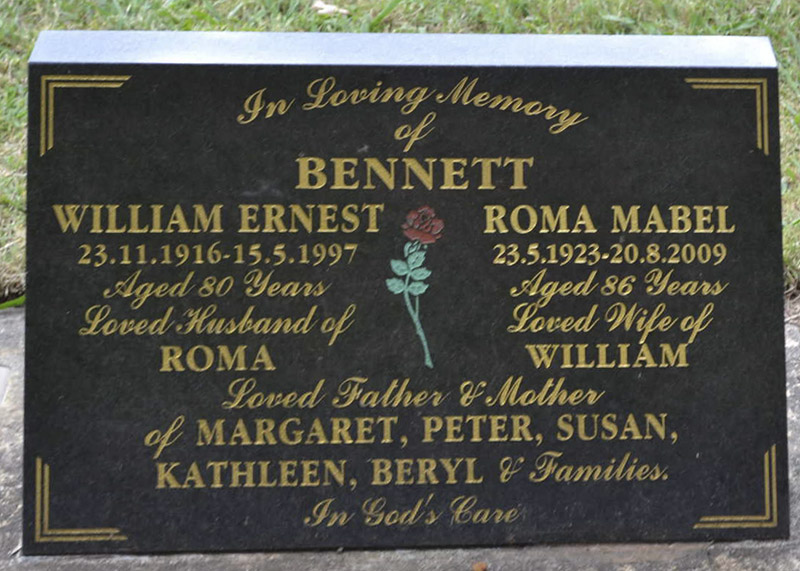 In Loving Memory
of
BENNETT
WILLIAM ERNEST
23.11.1916-15.5.1997
Aged 80 Years
Loved Husband of
ROMA
ROMA MABEL
23.5.1923-20.8.2009
Aged 86 Years
Loved Wife of
WILLIAM
Loved Father & Mother
of MARGARET, PETER, SUSAN,
KATHLEEN, BERYL & Families.
In God's Care